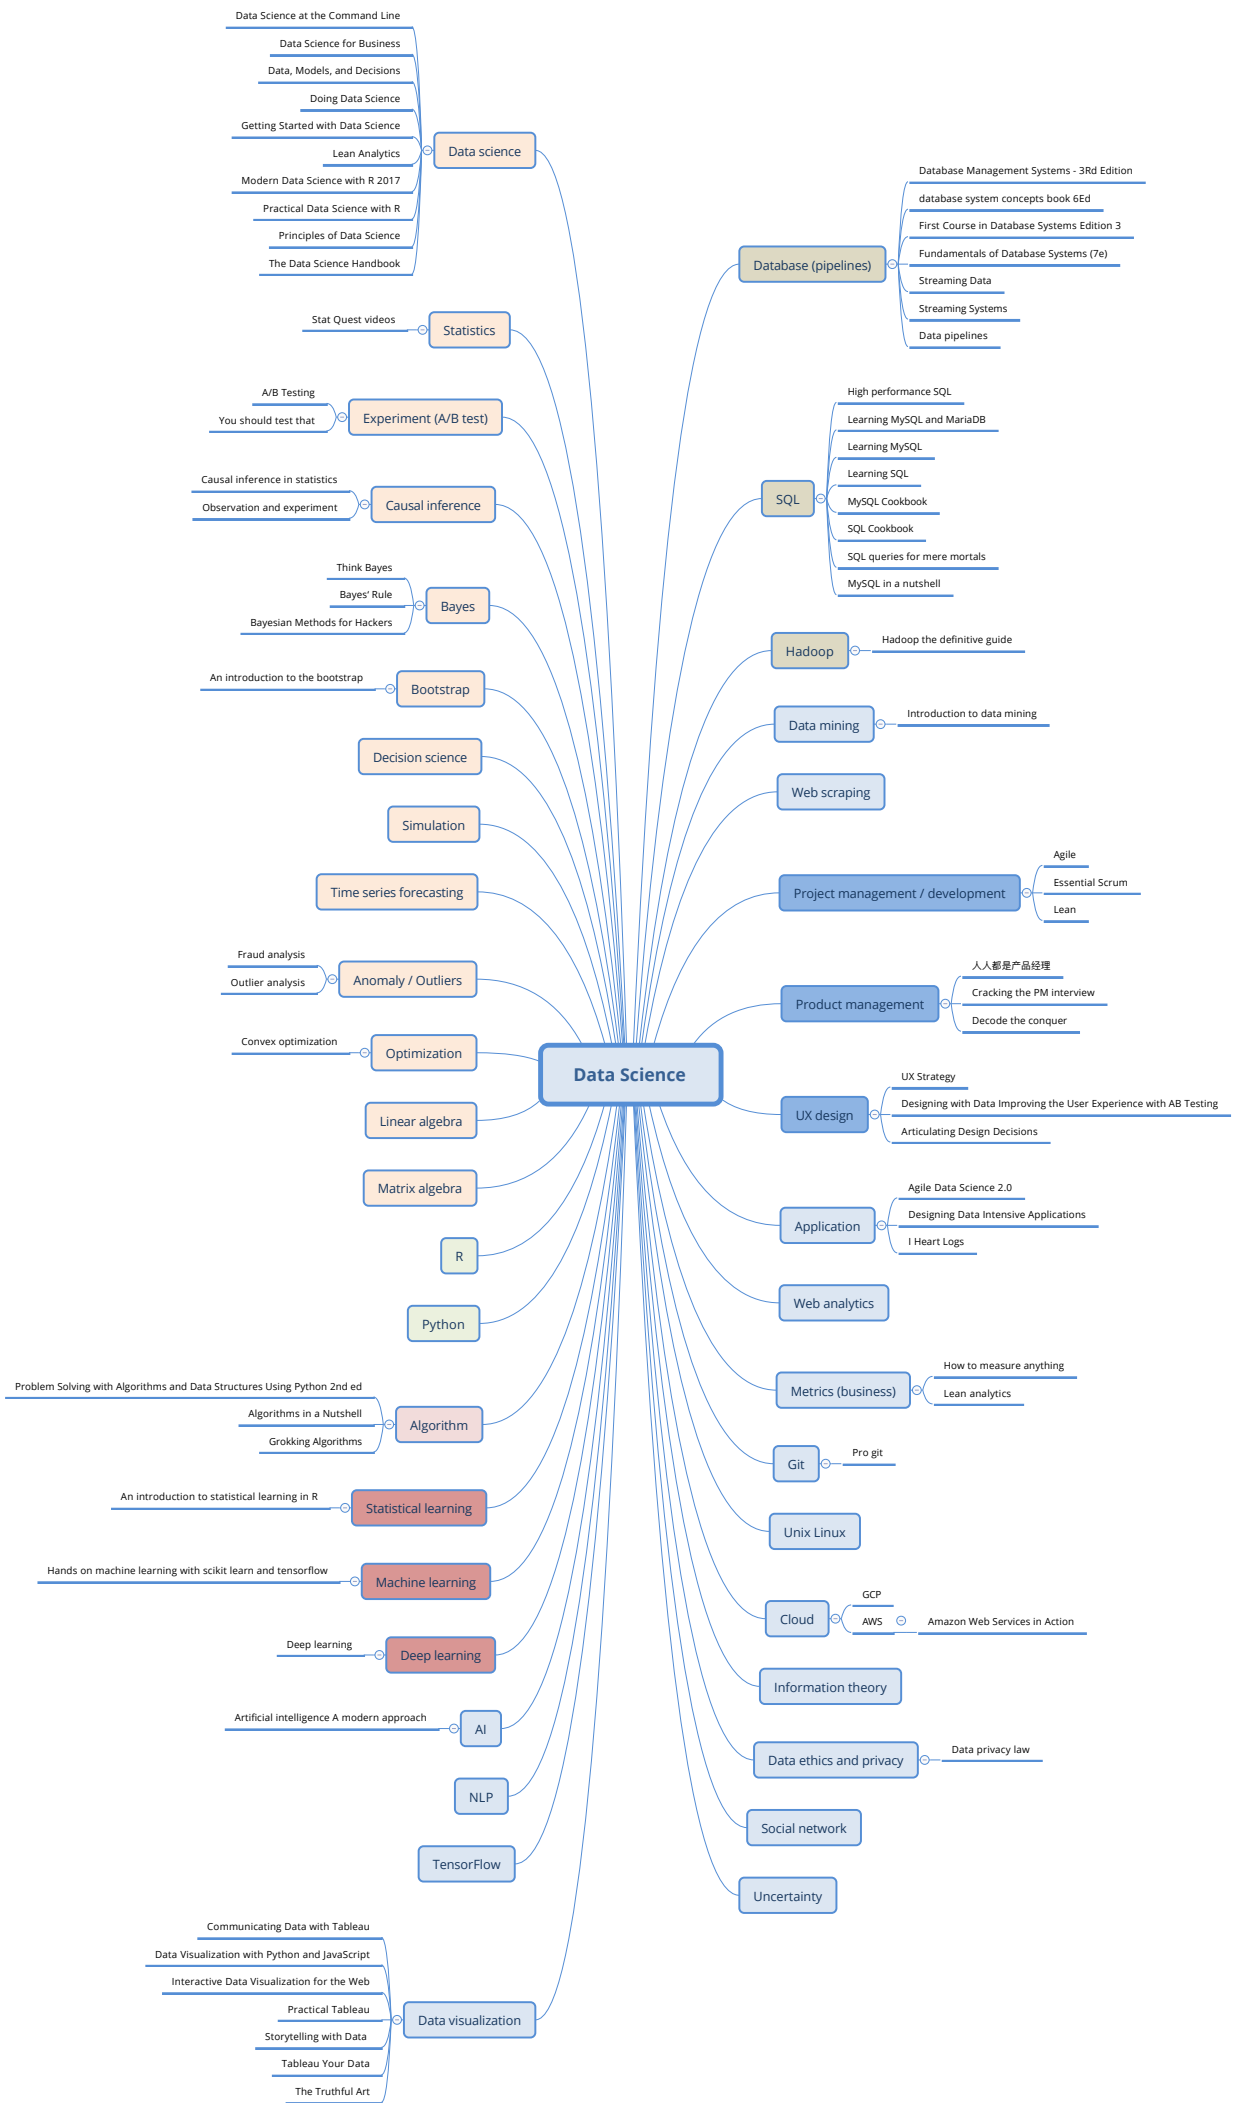 Data Science
Data science
Data Science at the Command Line
Data Science for Business
Data, Models, and Decisions
Doing Data Science
Getting Started with Data Science
Lean Analytics
Modern Data Science with R 2017
Practical Data Science with R
Principles of Data Science
The Data Science Handbook
Statistics
Stat Quest videos
Experiment (A/B test)
A/B Testing
You should test that
Causal inference
Causal inference in statistics
Observation and experiment
Bayes
Think Bayes
Bayes’ Rule
Bayesian Methods for Hackers
Bootstrap
An introduction to the bootstrap
Decision science
Simulation
Time series forecasting
Anomaly / Outliers
Fraud analysis
Outlier analysis
Optimization
Convex optimization
Linear algebra
Matrix algebra
R
Python
Algorithm
Problem Solving with Algorithms and Data Structures Using Python 2nd ed
Algorithms in a Nutshell
Grokking Algorithms
Statistical learning
An introduction to statistical learning in R
Machine learning
Hands on machine learning with scikit learn and tensorflow
Deep learning
Deep learning
AI
Artificial intelligence A modern approach
NLP
TensorFlow
Data visualization
Communicating Data with Tableau
Data Visualization with Python and JavaScript
Interactive Data Visualization for the Web
Practical Tableau
Storytelling with Data
Tableau Your Data
The Truthful Art
Database (pipelines)
Database Management Systems - 3Rd Edition
database system concepts book 6Ed
First Course in Database Systems Edition 3
Fundamentals of Database Systems (7e)
Streaming Data
Streaming Systems
Data pipelines
SQL
High performance SQL
Learning MySQL and MariaDB
Learning MySQL
Learning SQL
MySQL Cookbook
SQL Cookbook
SQL queries for mere mortals
MySQL in a nutshell
Hadoop
Hadoop the definitive guide
Data mining
Introduction to data mining
Web scraping
Project management / development
Agile
Essential Scrum
Lean
Product management
人人都是产品经理
Cracking the PM interview
Decode the conquer
UX design
UX Strategy
Designing with Data Improving the User Experience with AB Testing
Articulating Design Decisions
Application
Agile Data Science 2.0
Designing Data Intensive Applications
I Heart Logs
Web analytics
Metrics (business)
How to measure anything
Lean analytics
Git
Pro git
Unix Linux
Cloud
GCP
AWS
Amazon Web Services in Action
Information theory
Data ethics and privacy
Data privacy law
Social network
Uncertainty